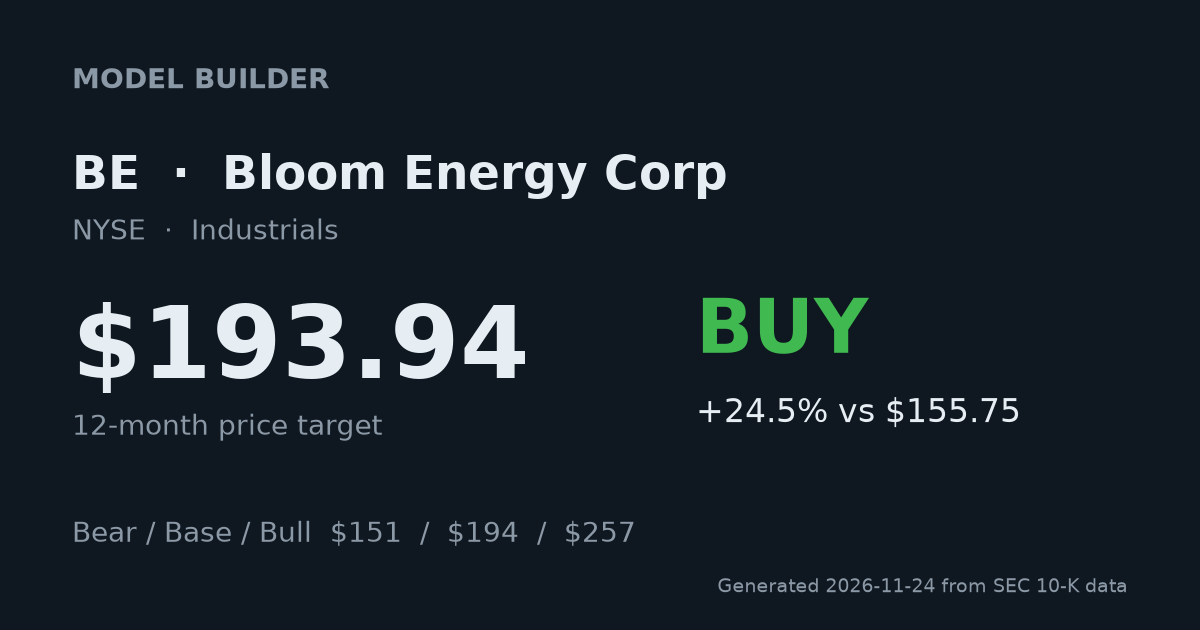 MODEL BUILDER
BE · Bloom Energy Corp
NYSE · Industrials
$193.94
12-month price target
BUY
+24.5% vs $155.75
Bear / Base / Bull $151 / $194 / $257
Generated 2026-11-24 from SEC 10-K data